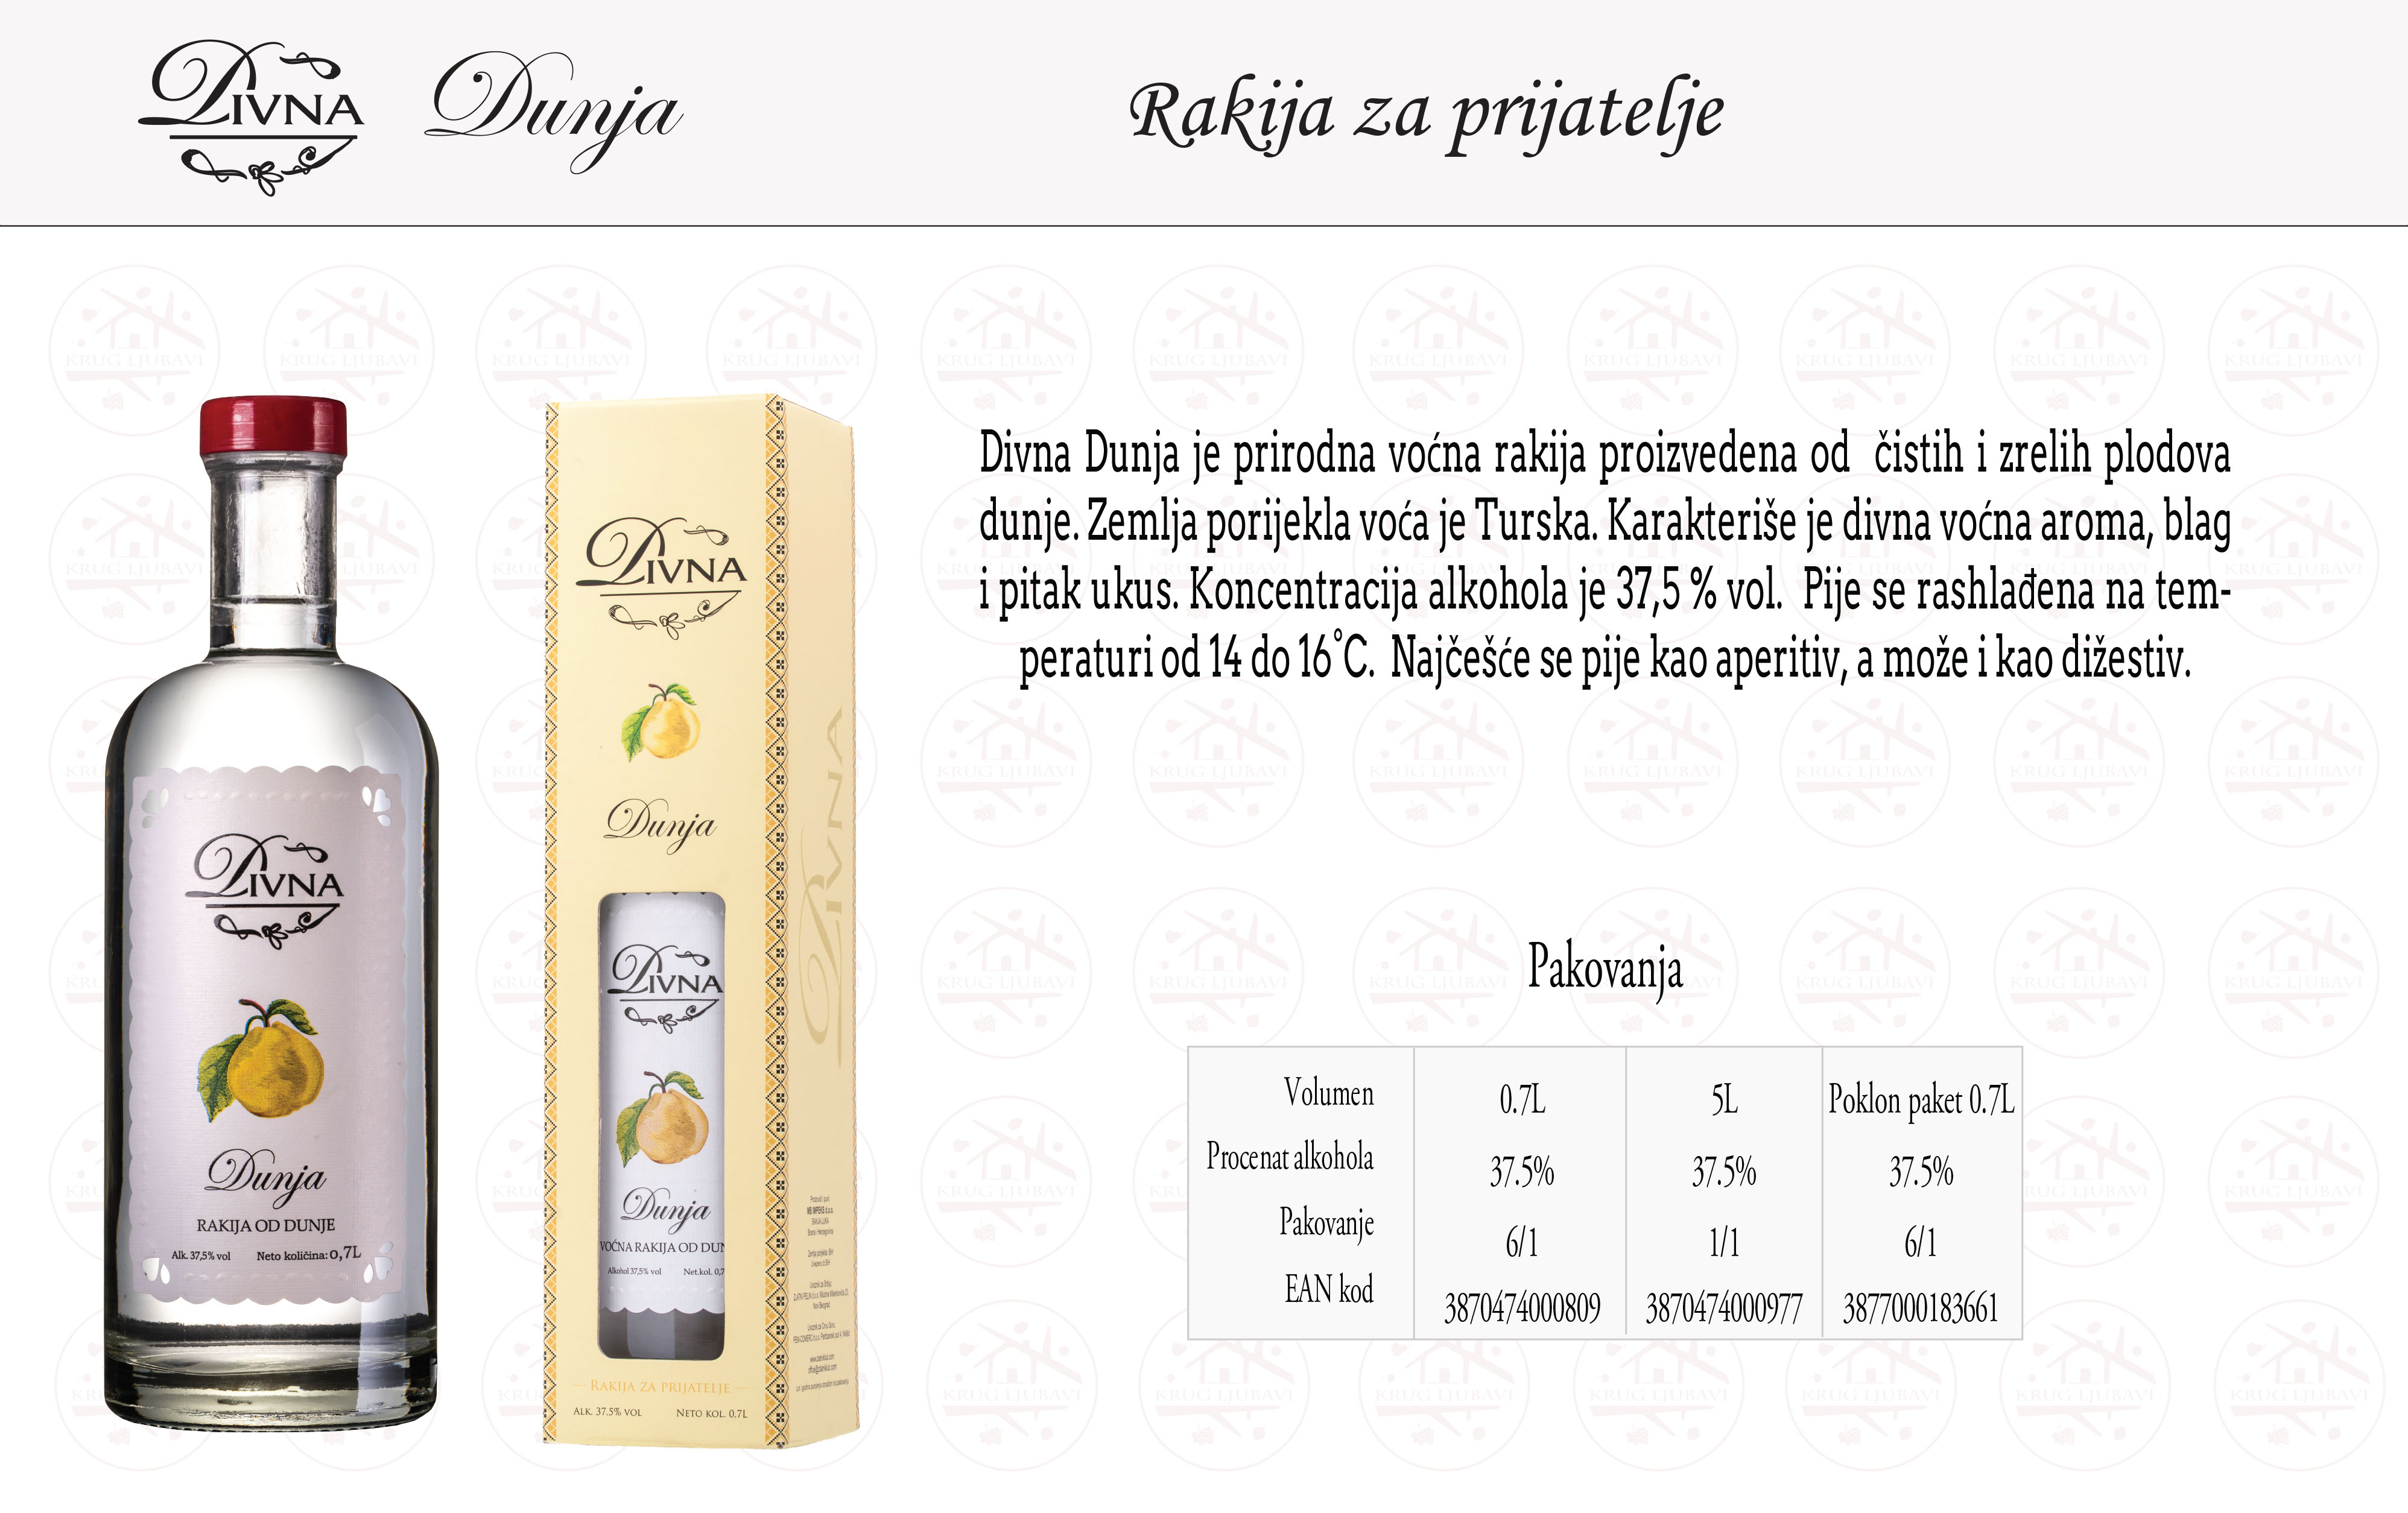 DIVNA
Dunja
Rakija za prijatelje
Divna Dunja je prirodna voćna rakija proizvedena od čistih i zrelih plodova
dunje. Zemlja porijekla voća je Turska. Karakteriše je divna voćna aroma, blag
i pitak ukus. Koncentracija alkohola je 37,5 % vol. Pije se rashlađena na tem-
peraturi od 14 do 16°C. Najčešće se pije kao aperitiv, a može i kao dižestiv.
DIVNA
Dunja
RAKIJA OD DUNJE
Alk. 37,5% vol Neto količina: 0,7L
DIVNA
Dunja
DIVNA
Dunja
VOĆNA RAKIJA OD DUN
Alkohol 37,5% vol Net.kol. 0,7
RAKIJA ZA PRIJATELJE
ALK. 37.5% VOL NETO KOL. 0,7L
DIVNA
Pakovanja
Volumen 0.7L 5L Poklon paket 0.7L
Procenat alkohola 37.5% 37.5% 37.5%
Pakovanje 6/1 1/1 6/1
EAN kod 3870474000809 3870474000977 3877000183661
KRUG LJUBAVI